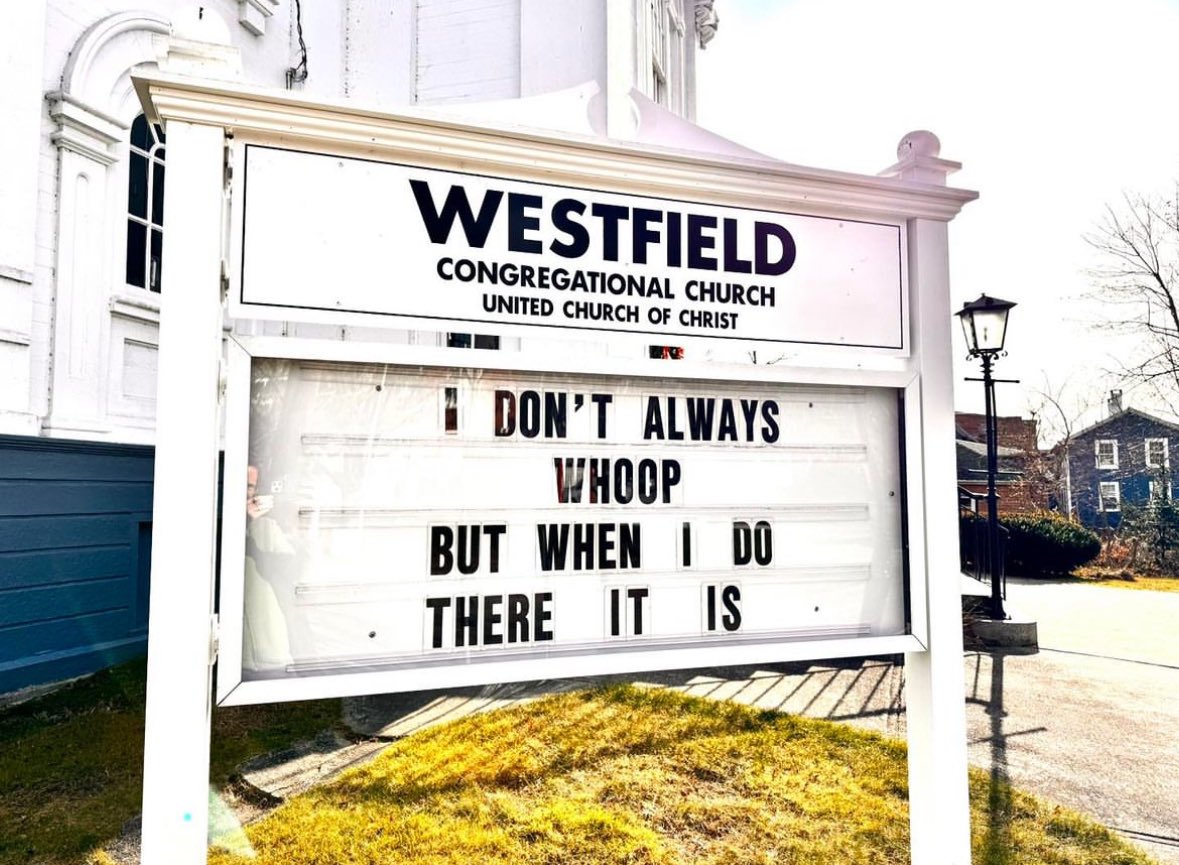 WESTFIELD
CONGREGATIONAL CHURCH
UNITED CHURCH OF CHRIST
I DON'T ALWAYS
WHOOP
BUT WHEN I DO
THERE IT IS